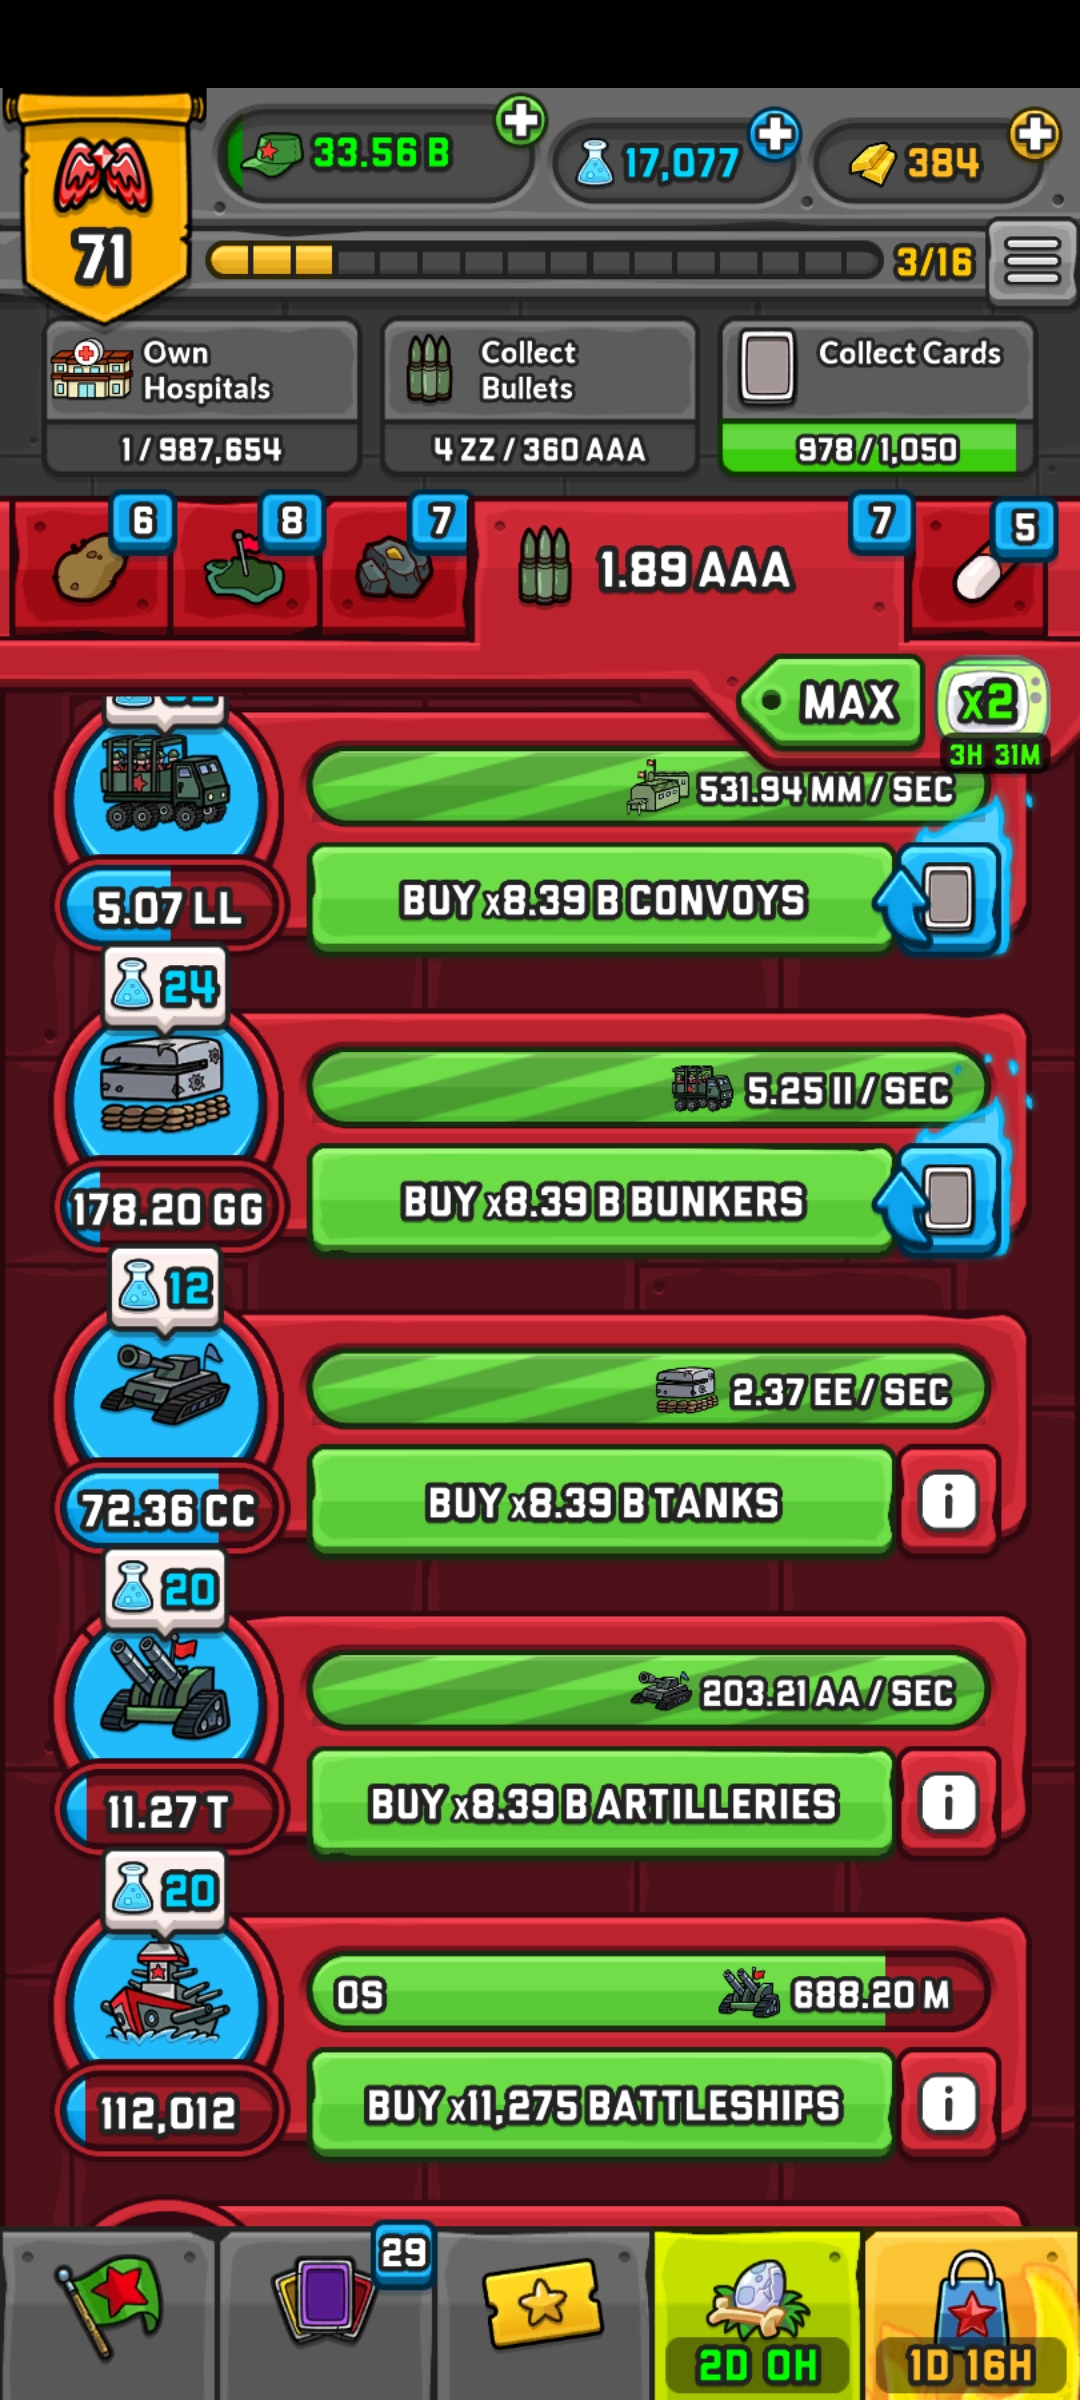 71
33.56 B
17,077
384
3/16
Own
Hospitals
1 / 987,654
Collect
Bullets
4 ZZ / 360 AAA
Collect Cards
978 / 1,050
6
8
7
1.89 AAA
7
5
MAX
x2
3H 31M
531.94 MM / SEC
5.07 LL
BUY x8.39 B CONVOYS
24
5.25 II / SEC
178.20 GG
BUY x8.39 B BUNKERS
12
2.37 EE / SEC
72.36 CC
BUY x8.39 B TANKS
i
20
203.21 AA / SEC
11.27 T
BUY x8.39 B ARTILLERIES
i
20
0S
688.20 M
112,012
BUY x11,275 BATTLESHIPS
i
29
2D 0H
1D 16H